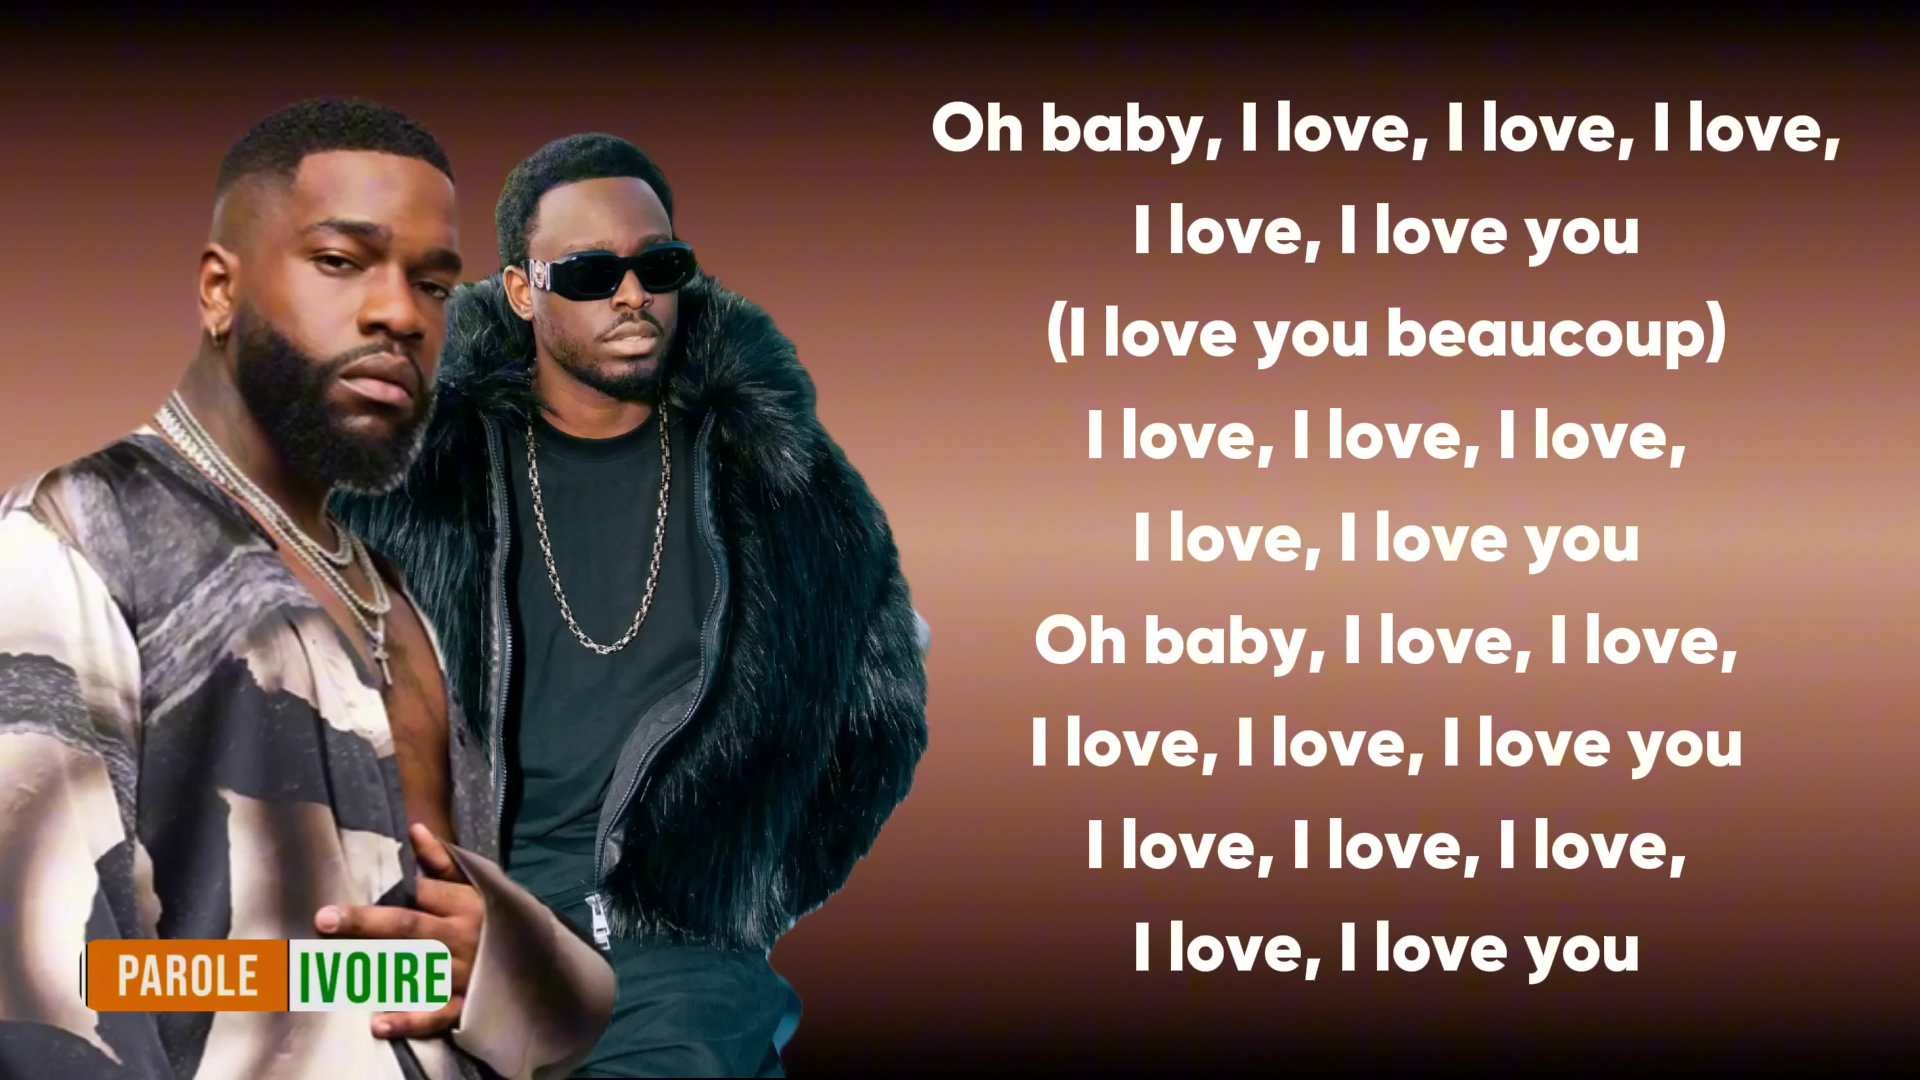 Oh baby, I love, I love, I love,
I love, I love you
(I love you beaucoup)
I love, I love, I love,
I love, I love you
Oh baby, I love, I love,
I love, I love, I love you
I love, I love, I love,
I love, I love you
PAROLE IVOIRE